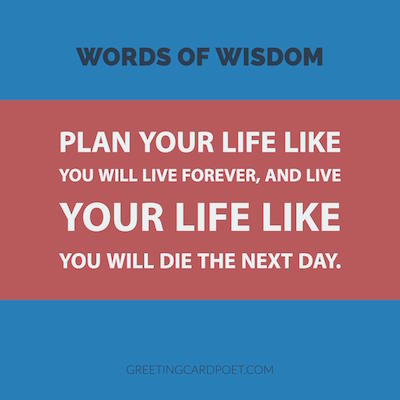 WORDS OF WISDOM
PLAN YOUR LIFE LIKE
YOU WILL LIVE FOREVER, AND LIVE
YOUR LIFE LIKE
YOU WILL DIE THE NEXT DAY.
GREETINGCARDPOET.COM